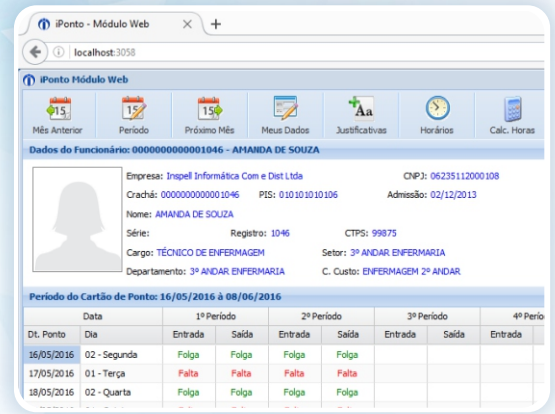 iPonto - Módulo Web
localhost:3058
iPonto Módulo Web
15 15 15 Aa
Mês Anterior Período Próximo Mês Meus Dados Justificativas Horários Calc. Horas
Dados do Funcionário: 0000000000001046 - AMANDA DE SOUZA
Empresa: Inspell Informática Com e Dist Ltda CNPJ: 06235112000108
Crachá: 0000000000001046 PIS: 010101010106 Admissão: 02/12/2013
Nome: AMANDA DE SOUZA
Série: Registro: 1046 CTPS: 99875
Cargo: TÉCNICO DE ENFERMAGEM Setor: 3º ANDAR ENFERMARIA
Departamento: 3º ANDAR ENFERMARIA C. Custo: ENFERMAGEM 2º ANDAR
Período do Cartão de Ponto: 16/05/2016 à 08/06/2016
Data 1º Período 2º Período 3º Período 4º Perío
Dt. Ponto Dia Entrada Saída Entrada Saída Entrada Saída Entrada
16/05/2016 02 - Segunda Folga Folga Folga Folga
17/05/2016 01 - Terça Falta Falta Falta Falta
18/05/2016 02 - Quarta Folga Folga Folga Folga